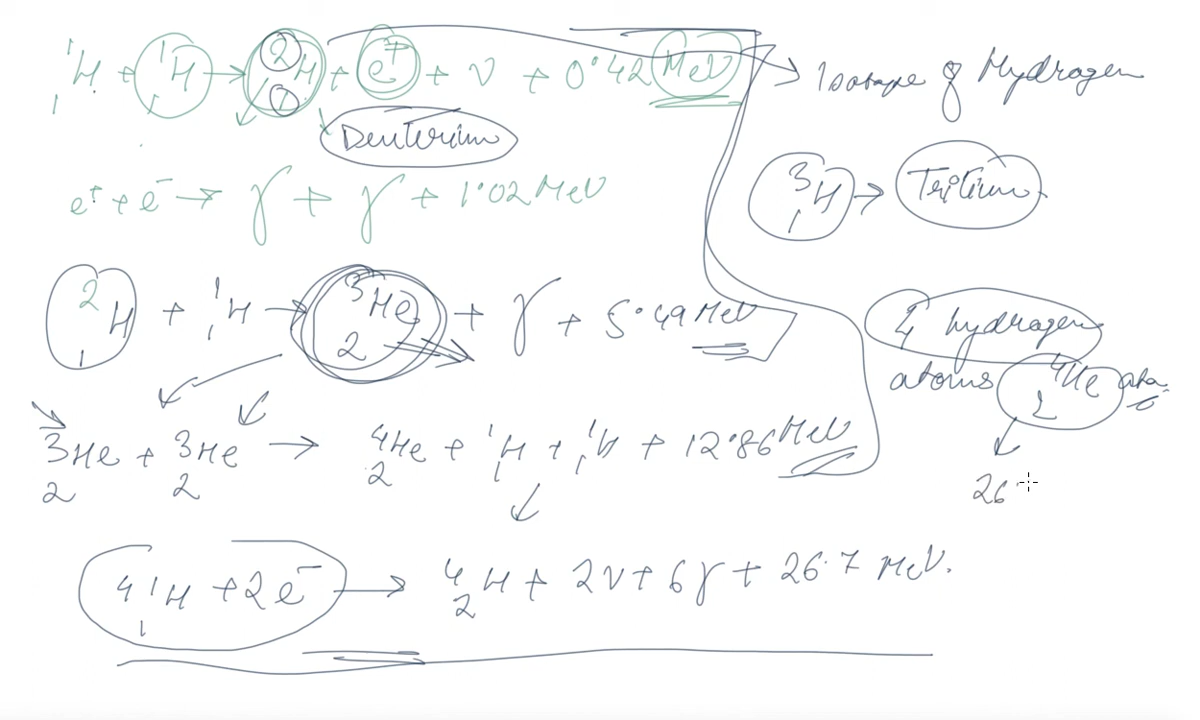 ¹₁H + ¹₁H → ²₁H + e⁺ + ν + 0.42 MeV → Isotope of Hydrogen
Deuterium
³₁H → Tritium
e⁺ + e⁻ → γ + γ + 1.02 MeV
²₁H + ¹₁H → ³₂He + γ + 5.49 MeV
4 hydrogen
atoms ⁴₂He
³₂He + ³₂He → ⁴₂He + ¹₁H + ¹₁H + 12.86 MeV
26
4 ¹₁H + 2e⁻ → ⁴₂H + 2ν + 6γ + 26.7 MeV.